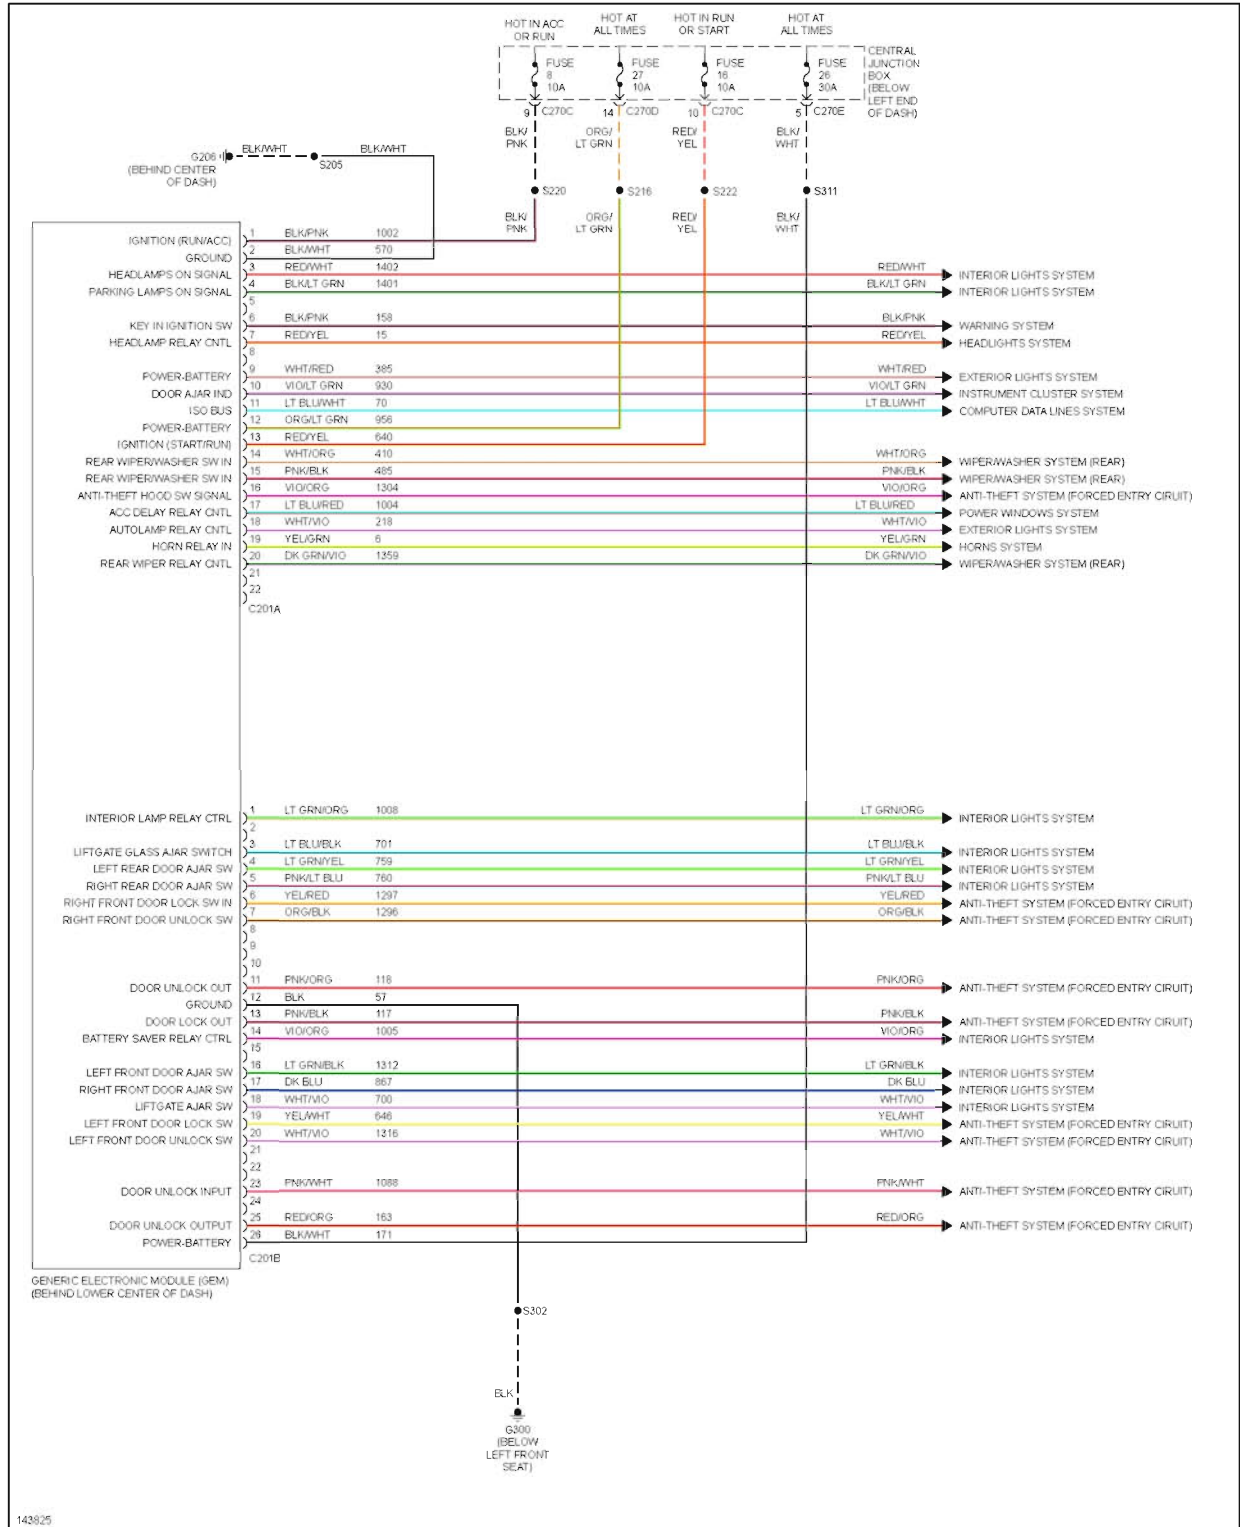 HOT IN ACC
OR RUN
HOT AT
ALL TIMES
HOT IN RUN
OR START
HOT AT
ALL TIMES
FUSE
8
10A
FUSE
27
10A
FUSE
16
10A
FUSE
26
30A
CENTRAL
JUNCTION
BOX
(BELOW
LEFT END
OF DASH)
9 C270C
14 C270D
10 C270C
5 C270E
BLK/
PNK
ORG/
LT GRN
RED/
YEL
BLK/
WHT
G206
(BEHIND CENTER
OF DASH)
BLK/WHT
S205
BLK/WHT
S220
S216
S222
S311
BLK/
PNK
ORG/
LT GRN
RED/
YEL
BLK/
WHT
IGNITION (RUN/ACC) 1 BLK/PNK 1002
GROUND 2 BLK/WHT 570
HEADLAMPS ON SIGNAL 3 RED/WHT 1402 RED/WHT INTERIOR LIGHTS SYSTEM
PARKING LAMPS ON SIGNAL 4 BLK/LT GRN 1401 BLK/LT GRN INTERIOR LIGHTS SYSTEM
5
KEY IN IGNITION SW 6 BLK/PNK 158 BLK/PNK WARNING SYSTEM
HEADLAMP RELAY CNTL 7 RED/YEL 15 RED/YEL HEADLIGHTS SYSTEM
8
POWER-BATTERY 9 WHT/RED 385 WHT/RED EXTERIOR LIGHTS SYSTEM
DOOR AJAR IND 10 VIO/LT GRN 930 VIO/LT GRN INSTRUMENT CLUSTER SYSTEM
ISO BUS 11 LT BLU/WHT 70 LT BLU/WHT COMPUTER DATA LINES SYSTEM
POWER-BATTERY 12 ORG/LT GRN 956
IGNITION (START/RUN) 13 RED/YEL 640
REAR WIPER/WASHER SW IN 14 WHT/ORG 410 WHT/ORG WIPER/WASHER SYSTEM (REAR)
REAR WIPER/WASHER SW IN 15 PNK/BLK 485 PNK/BLK WIPER/WASHER SYSTEM (REAR)
ANTI-THEFT HOOD SW SIGNAL 16 VIO/ORG 1304 VIO/ORG ANTI-THEFT SYSTEM (FORCED ENTRY CIRUIT)
ACC DELAY RELAY CNTL 17 LT BLU/RED 1004 LT BLU/RED POWER WINDOWS SYSTEM
AUTOLAMP RELAY CNTL 18 WHT/VIO 218 WHT/VIO EXTERIOR LIGHTS SYSTEM
HORN RELAY IN 19 YEL/GRN 6 YEL/GRN HORNS SYSTEM
REAR WIPER RELAY CNTL 20 DK GRN/VIO 1359 DK GRN/VIO WIPER/WASHER SYSTEM (REAR)
21
22
C201A
INTERIOR LAMP RELAY CTRL 1 LT GRN/ORG 1008 LT GRN/ORG INTERIOR LIGHTS SYSTEM
2
LIFTGATE GLASS AJAR SWITCH 3 LT BLU/BLK 701 LT BLU/BLK INTERIOR LIGHTS SYSTEM
LEFT REAR DOOR AJAR SW 4 LT GRN/YEL 759 LT GRN/YEL INTERIOR LIGHTS SYSTEM
RIGHT REAR DOOR AJAR SW 5 PNK/LT BLU 760 PNK/LT BLU INTERIOR LIGHTS SYSTEM
RIGHT FRONT DOOR LOCK SW IN 6 YEL/RED 1297 YEL/RED ANTI-THEFT SYSTEM (FORCED ENTRY CIRUIT)
RIGHT FRONT DOOR UNLOCK SW 7 ORG/BLK 1296 ORG/BLK ANTI-THEFT SYSTEM (FORCED ENTRY CIRUIT)
8
9
10
DOOR UNLOCK OUT 11 PNK/ORG 118 PNK/ORG ANTI-THEFT SYSTEM (FORCED ENTRY CIRUIT)
GROUND 12 BLK 57
DOOR LOCK OUT 13 PNK/BLK 117 PNK/BLK ANTI-THEFT SYSTEM (FORCED ENTRY CIRUIT)
BATTERY SAVER RELAY CTRL 14 VIO/ORG 1005 VIO/ORG INTERIOR LIGHTS SYSTEM
15
LEFT FRONT DOOR AJAR SW 16 LT GRN/BLK 1312 LT GRN/BLK INTERIOR LIGHTS SYSTEM
RIGHT FRONT DOOR AJAR SW 17 DK BLU 867 DK BLU INTERIOR LIGHTS SYSTEM
LIFTGATE AJAR SW 18 WHT/VIO 700 WHT/VIO INTERIOR LIGHTS SYSTEM
LEFT FRONT DOOR LOCK SW 19 YEL/WHT 646 YEL/WHT ANTI-THEFT SYSTEM (FORCED ENTRY CIRUIT)
LEFT FRONT DOOR UNLOCK SW 20 WHT/VIO 1316 WHT/VIO ANTI-THEFT SYSTEM (FORCED ENTRY CIRUIT)
21
22
DOOR UNLOCK INPUT 23 PNK/WHT 1088 PNK/WHT ANTI-THEFT SYSTEM (FORCED ENTRY CIRUIT)
24
DOOR UNLOCK OUTPUT 25 RED/ORG 163 RED/ORG ANTI-THEFT SYSTEM (FORCED ENTRY CIRUIT)
POWER-BATTERY 26 BLK/WHT 171
C201B
GENERIC ELECTRONIC MODULE (GEM)
(BEHIND LOWER CENTER OF DASH)
S302
BLK
G300
(BELOW
LEFT FRONT
SEAT)
143825